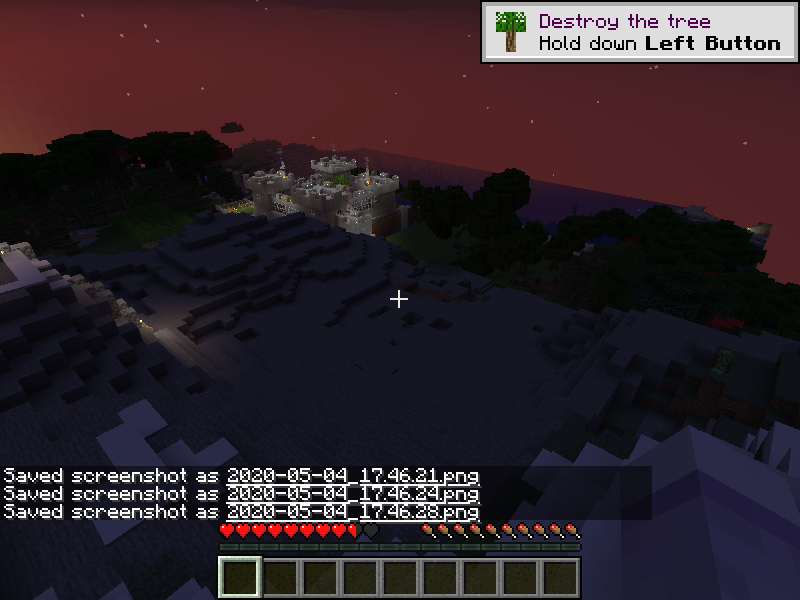 Destroy the tree
Hold down Left Button
Saved screenshot as 2020-05-04_17.46.21.png
Saved screenshot as 2020-05-04_17.46.24.png
Saved screenshot as 2020-05-04_17.46.28.png